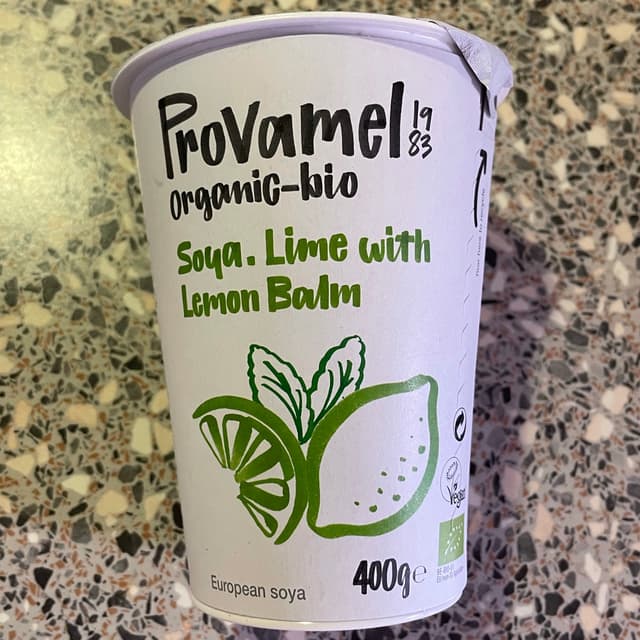 Provamel 19
83
organic-bio
Soya. Lime with
Lemon Balm
Vegan
400g℮
European soya